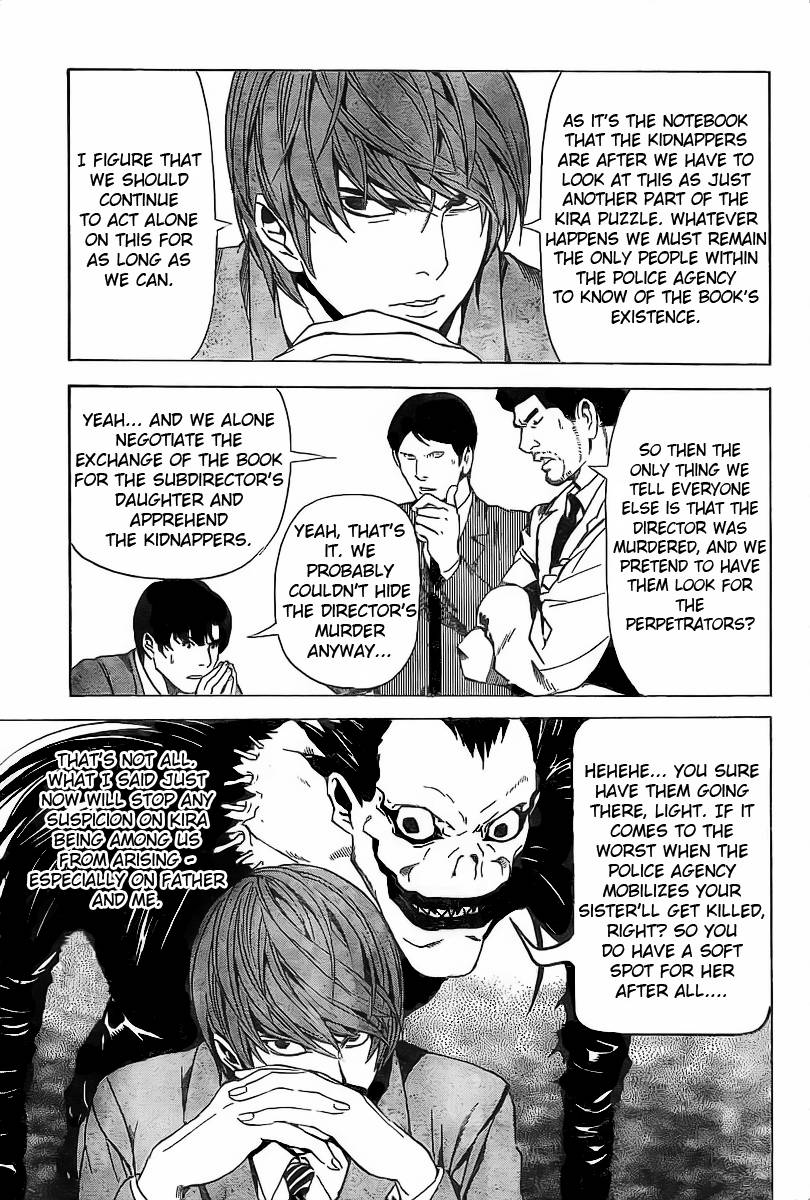 AS IT'S THE NOTEBOOK
THAT THE KIDNAPPERS
ARE AFTER WE HAVE TO
LOOK AT THIS AS JUST
ANOTHER PART OF THE
KIRA PUZZLE. WHATEVER
HAPPENS WE MUST REMAIN
THE ONLY PEOPLE WITHIN
THE POLICE AGENCY
TO KNOW OF THE BOOK'S
EXISTENCE.
I FIGURE THAT
WE SHOULD
CONTINUE
TO ACT ALONE
ON THIS FOR
AS LONG AS
WE CAN.
SO THEN THE
ONLY THING WE
TELL EVERYONE
ELSE IS THAT THE
DIRECTOR WAS
MURDERED, AND WE
PRETEND TO HAVE
THEM LOOK FOR
THE
PERPETRATORS?
YEAH, THAT'S
IT. WE
PROBABLY
COULDN'T HIDE
THE DIRECTOR'S
MURDER
ANYWAY...
YEAH... AND WE ALONE
NEGOTIATE THE
EXCHANGE OF THE BOOK
FOR THE SUBDIRECTOR'S
DAUGHTER AND
APPREHEND
THE KIDNAPPERS.
HEHEHE... YOU SURE
HAVE THEM GOING
THERE, LIGHT. IF IT
COMES TO THE
WORST WHEN THE
POLICE AGENCY
MOBILIZES YOUR
SISTER'LL GET KILLED,
RIGHT? SO YOU
DO HAVE A SOFT
SPOT FOR HER
AFTER ALL....
THAT'S NOT ALL.
WHAT I SAID JUST
NOW WILL STOP ANY
SUSPICION ON KIRA
BEING AMONG US
FROM ARISING -
ESPECIALLY ON FATHER
AND ME.